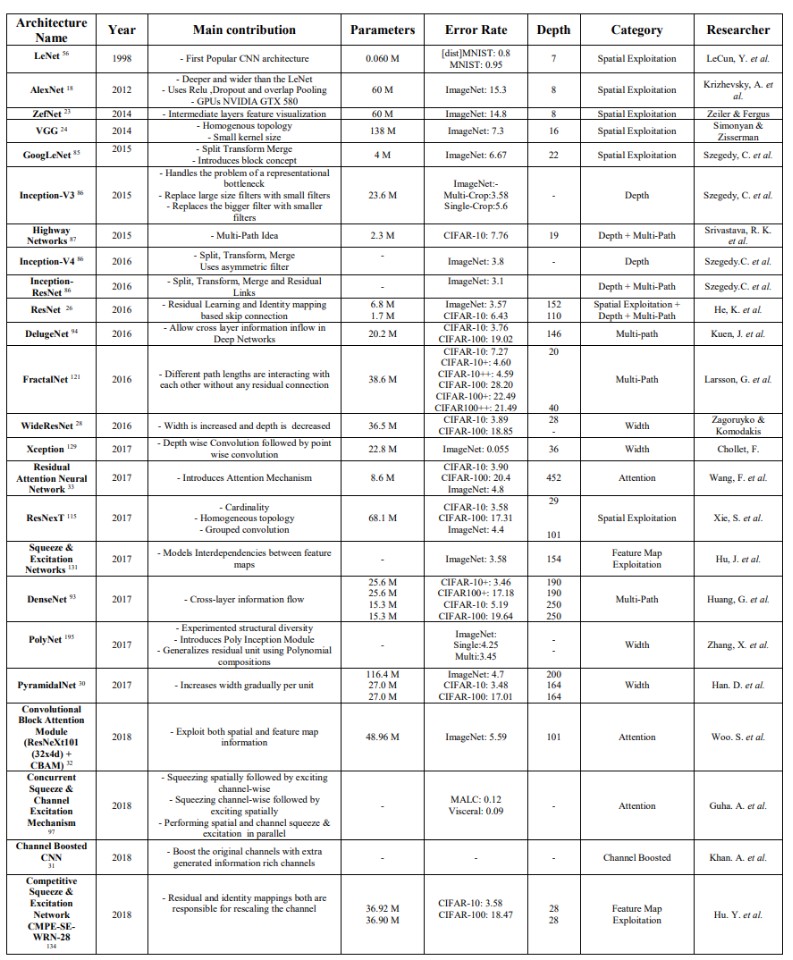 Architecture Name | Year | Main contribution | Parameters | Error Rate | Depth | Category | Researcher
LeNet 56 | 1998 | - First Popular CNN architecture | 0.060 M | [dist]MNIST: 0.8 MNIST: 0.95 | 7 | Spatial Exploitation | LeCun, Y. et al.
AlexNet 18 | 2012 | - Deeper and wider than the LeNet - Uses Relu ,Dropout and overlap Pooling - GPUs NVIDIA GTX 580 | 60 M | ImageNet: 15.3 | 8 | Spatial Exploitation | Krizhevsky, A. et al.
ZefNet 23 | 2014 | - Intermediate layers feature visualization | 60 M | ImageNet: 14.8 | 8 | Spatial Exploitation | Zeiler & Fergus
VGG 24 | 2014 | - Homogenous topology - Small kernel size | 138 M | ImageNet: 7.3 | 16 | Spatial Exploitation | Simonyan & Zisserman
GoogLeNet 85 | 2015 | - Split Transform Merge - Introduces block concept | 4 M | ImageNet: 6.67 | 22 | Spatial Exploitation | Szegedy, C. et al.
Inception-V3 86 | 2015 | - Handles the problem of a representational bottleneck - Replace large size filters with small filters - Replaces the bigger filter with smaller filters | 23.6 M | ImageNet:- Multi-Crop:3.58 Single-Crop:5.6 | - | Depth | Szegedy, C. et al.
Highway Networks 87 | 2015 | - Multi-Path Idea | 2.3 M | CIFAR-10: 7.76 | 19 | Depth + Multi-Path | Srivastava, R. K. et al.
Inception-V4 86 | 2016 | - Split, Transform, Merge Uses asymmetric filter | - | ImageNet: 3.8 | - | Depth | Szegedy.C. et al.
Inception-ResNet 86 | 2016 | - Split, Transform, Merge and Residual Links | - | ImageNet: 3.1 | Depth + Multi-Path | Szegedy.C. et al.
ResNet 26 | 2016 | - Residual Learning and Identity mapping based skip connection | 6.8 M 1.7 M | ImageNet: 3.57 CIFAR-10: 6.43 | 152 110 | Spatial Exploitation + Depth + Multi-Path | He, K. et al.
DelugeNet 94 | 2016 | - Allow cross layer information inflow in Deep Networks | 20.2 M | CIFAR-10: 3.76 CIFAR-100: 19.02 | 146 | Multi-path | Kuen, J. et al.
FractalNet 121 | 2016 | - Different path lengths are interacting with each other without any residual connection | 38.6 M | CIFAR-10: 7.27 CIFAR-10+: 4.60 CIFAR-10++: 4.59 CIFAR-100: 28.20 CIFAR-100+: 22.49 CIFAR100++: 21.49 | 20 40 | Multi-Path | Larsson, G. et al.
WideResNet 28 | 2016 | - Width is increased and depth is decreased | 36.5 M | CIFAR-10: 3.89 CIFAR-100: 18.85 | 28 - | Width | Zagoruyko & Komodakis
Xception 129 | 2017 | - Depth wise Convolution followed by point wise convolution | 22.8 M | ImageNet: 0.055 | 36 | Width | Chollet, F.
Residual Attention Neural Network 33 | 2017 | - Introduces Attention Mechanism | 8.6 M | CIFAR-10: 3.90 CIFAR-100: 20.4 ImageNet: 4.8 | 452 | Attention | Wang, F. et al.
ResNexT 115 | 2017 | - Cardinality - Homogeneous topology - Grouped convolution | 68.1 M | CIFAR-10: 3.58 CIFAR-100: 17.31 ImageNet: 4.4 | 29 101 | Spatial Exploitation | Xie, S. et al.
Squeeze & Excitation Networks 131 | 2017 | - Models Interdependencies between feature maps | - | ImageNet: 3.58 | 154 | Feature Map Exploitation | Hu, J. et al.
DenseNet 93 | 2017 | - Cross-layer information flow | 25.6 M 25.6 M 15.3 M 15.3 M | CIFAR-10+: 3.46 CIFAR100+: 17.18 CIFAR-10: 5.19 CIFAR-100: 19.64 | 190 190 250 250 | Multi-Path | Huang, G. et al.
PolyNet 195 | 2017 | - Experimented structural diversity - Introduces Poly Inception Module - Generalizes residual unit using Polynomial compositions | - | ImageNet: Single:4.25 Multi:3.45 | - - | Width | Zhang, X. et al.
PyramidalNet 30 | 2017 | - Increases width gradually per unit | 116.4 M 27.0 M 27.0 M | ImageNet: 4.7 CIFAR-10: 3.48 CIFAR-100: 17.01 | 200 164 164 | Width | Han. D. et al.
Convolutional Block Attention Module (ResNeXt101 (32x4d) + CBAM) 32 | 2018 | - Exploit both spatial and feature map information | 48.96 M | ImageNet: 5.59 | 101 | Attention | Woo. S. et al.
Concurrent Squeeze & Channel Excitation Mechanism 97 | 2018 | - Squeezing spatially followed by exciting channel-wise - Squeezing channel-wise followed by exciting spatially - Performing spatial and channel squeeze & excitation in parallel | - | MALC: 0.12 Visceral: 0.09 | - | Attention | Guha. A. et al.
Channel Boosted CNN 31 | 2018 | - Boost the original channels with extra generated information rich channels | - | - | - | Channel Boosted | Khan. A. et al.
Competitive Squeeze & Excitation Network CMPE-SE-WRN-28 134 | 2018 | - Residual and identity mappings both are responsible for rescaling the channel | 36.92 M 36.90 M | CIFAR-10: 3.58 CIFAR-100: 18.47 | 28 28 | Feature Map Exploitation | Hu. Y. et al.